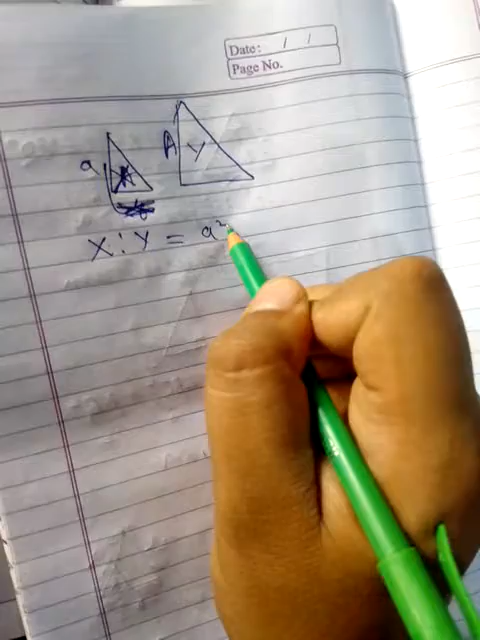 Date: / /
Page No.
a
A
Y
X : Y = a²